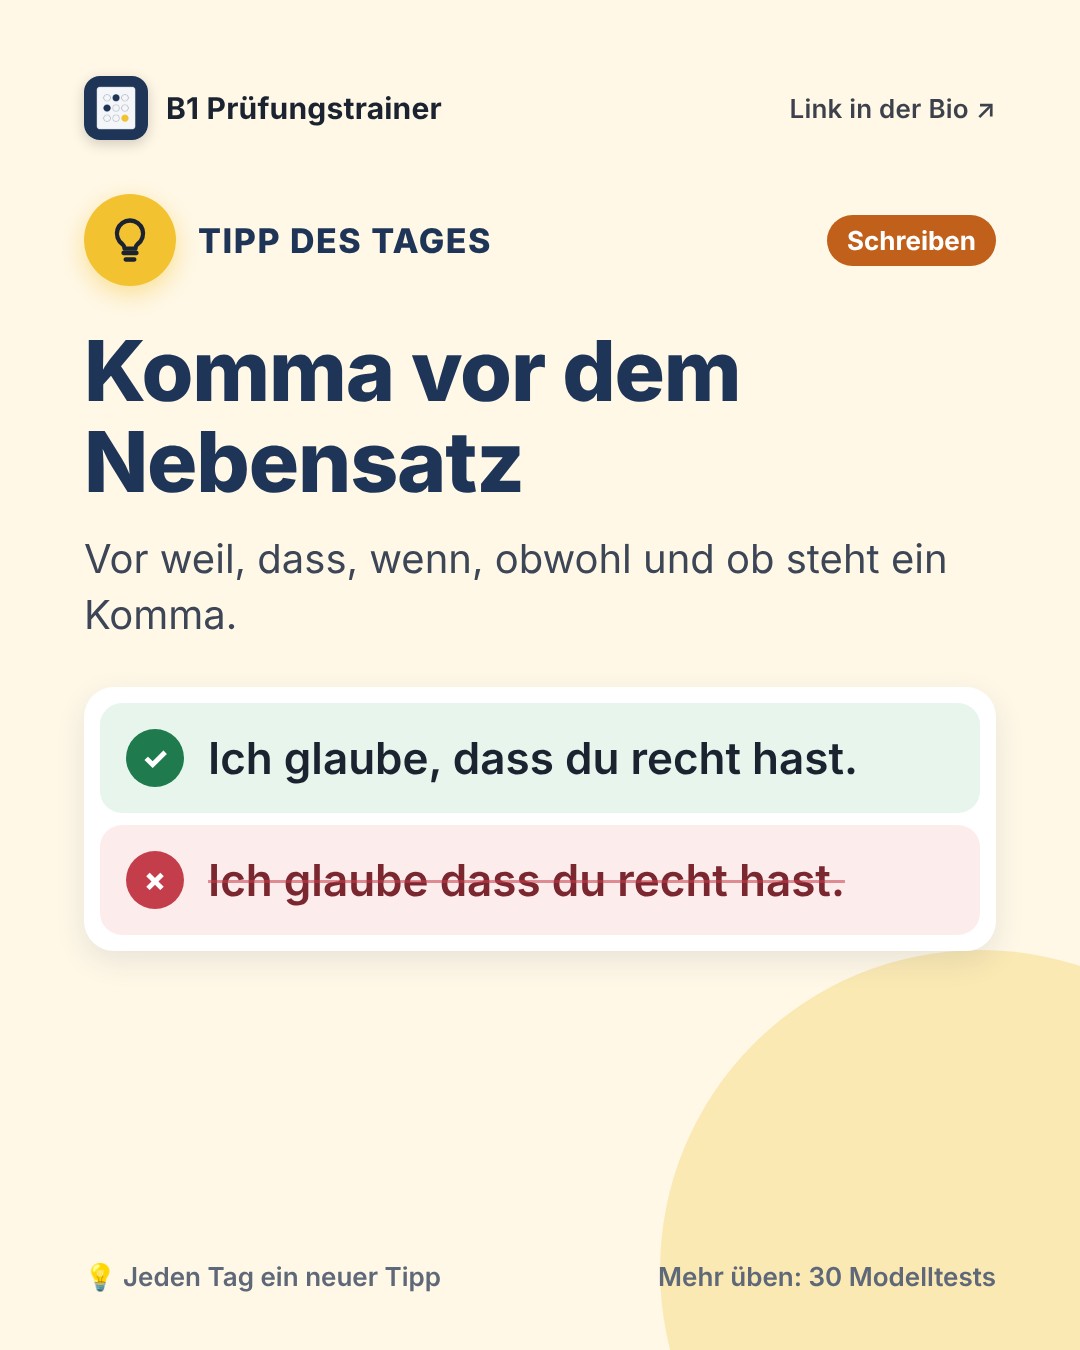 B1 Prüfungstrainer
Link in der Bio ↗
TIPP DES TAGES
Schreiben
Komma vor dem
Nebensatz
Vor weil, dass, wenn, obwohl und ob steht ein
Komma.
Ich glaube, dass du recht hast.
Ich glaube dass du recht hast.
💡 Jeden Tag ein neuer Tipp
Mehr üben: 30 Modelltests